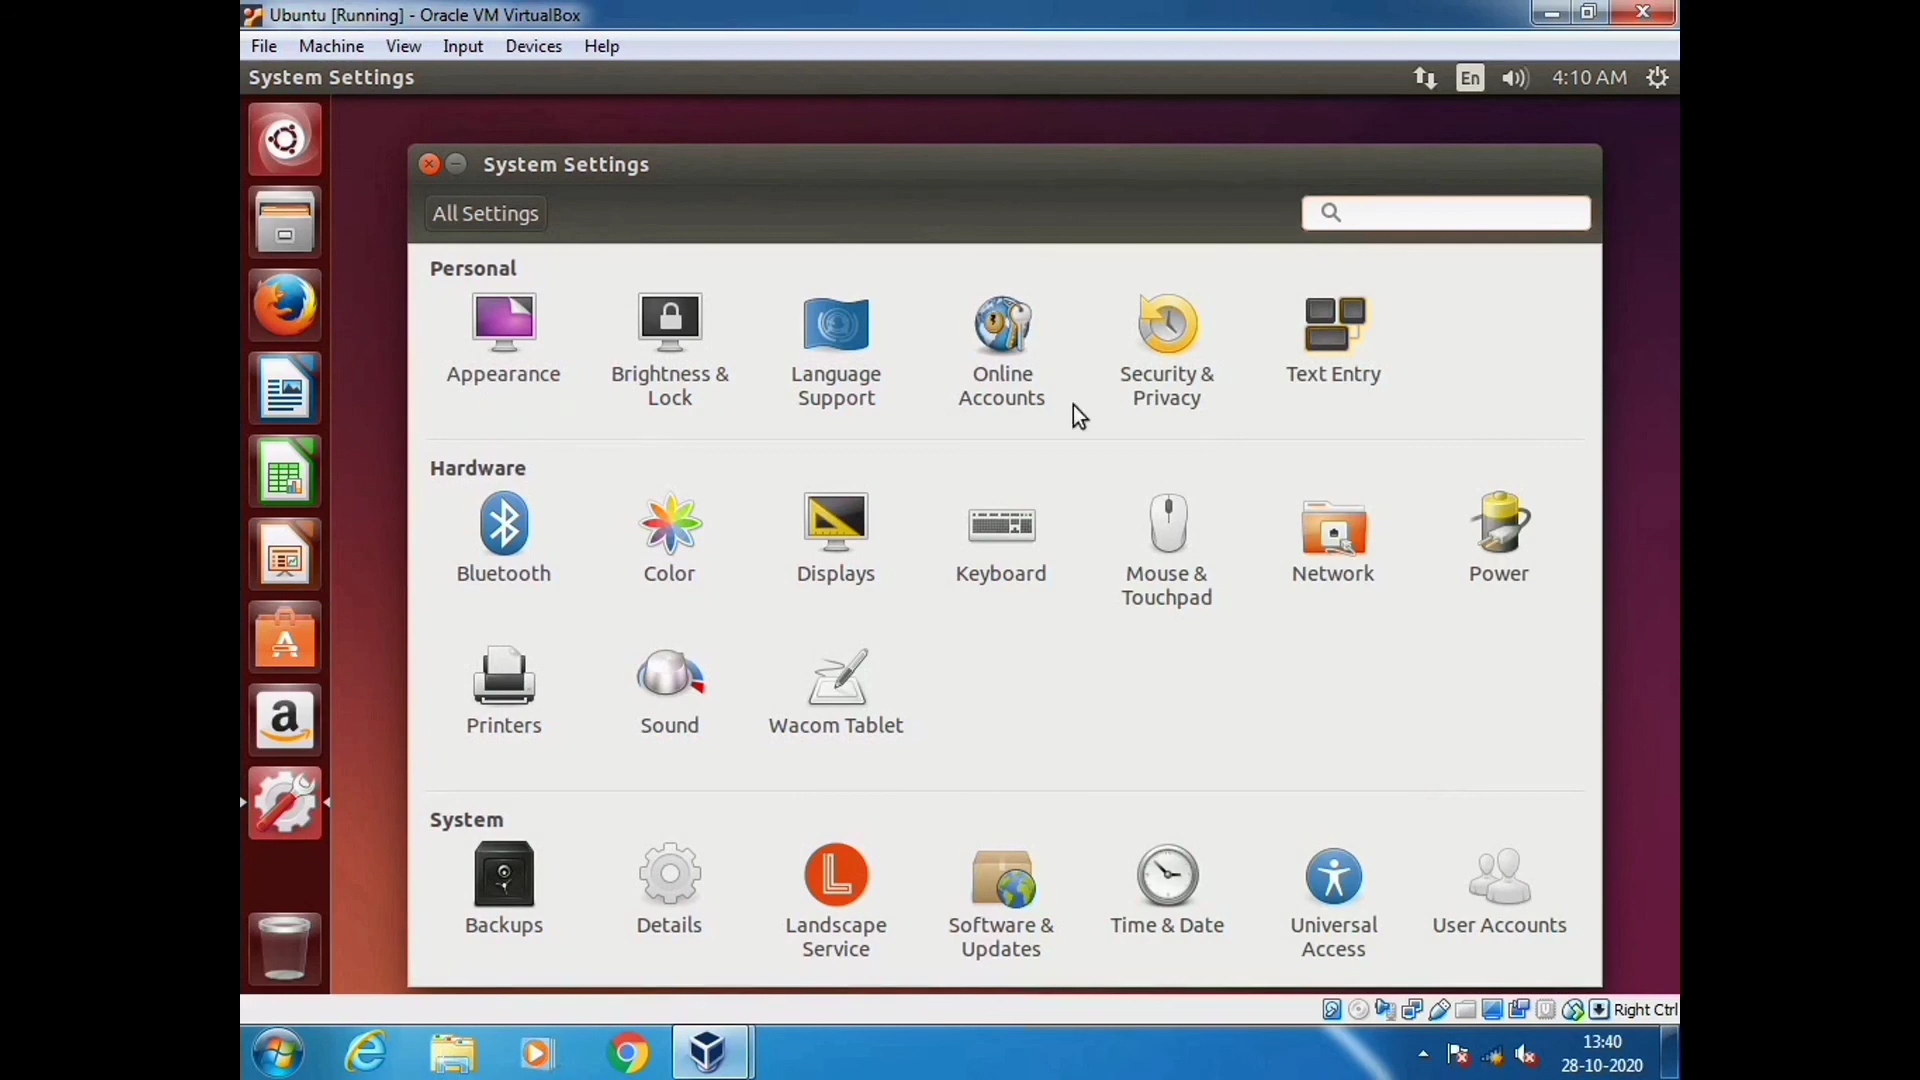 Ubuntu [Running] - Oracle VM VirtualBox
File Machine View Input Devices Help
System Settings
En
4:10 AM
System Settings
All Settings
Personal
Appearance
Brightness &
Lock
Language
Support
Online
Accounts
Security &
Privacy
Text Entry
Hardware
Bluetooth
Color
Displays
Keyboard
Mouse &
Touchpad
Network
Power
Printers
Sound
Wacom Tablet
System
Backups
Details
Landscape
Service
Software &
Updates
Time & Date
Universal
Access
User Accounts
Right Ctrl
13:40
28-10-2020